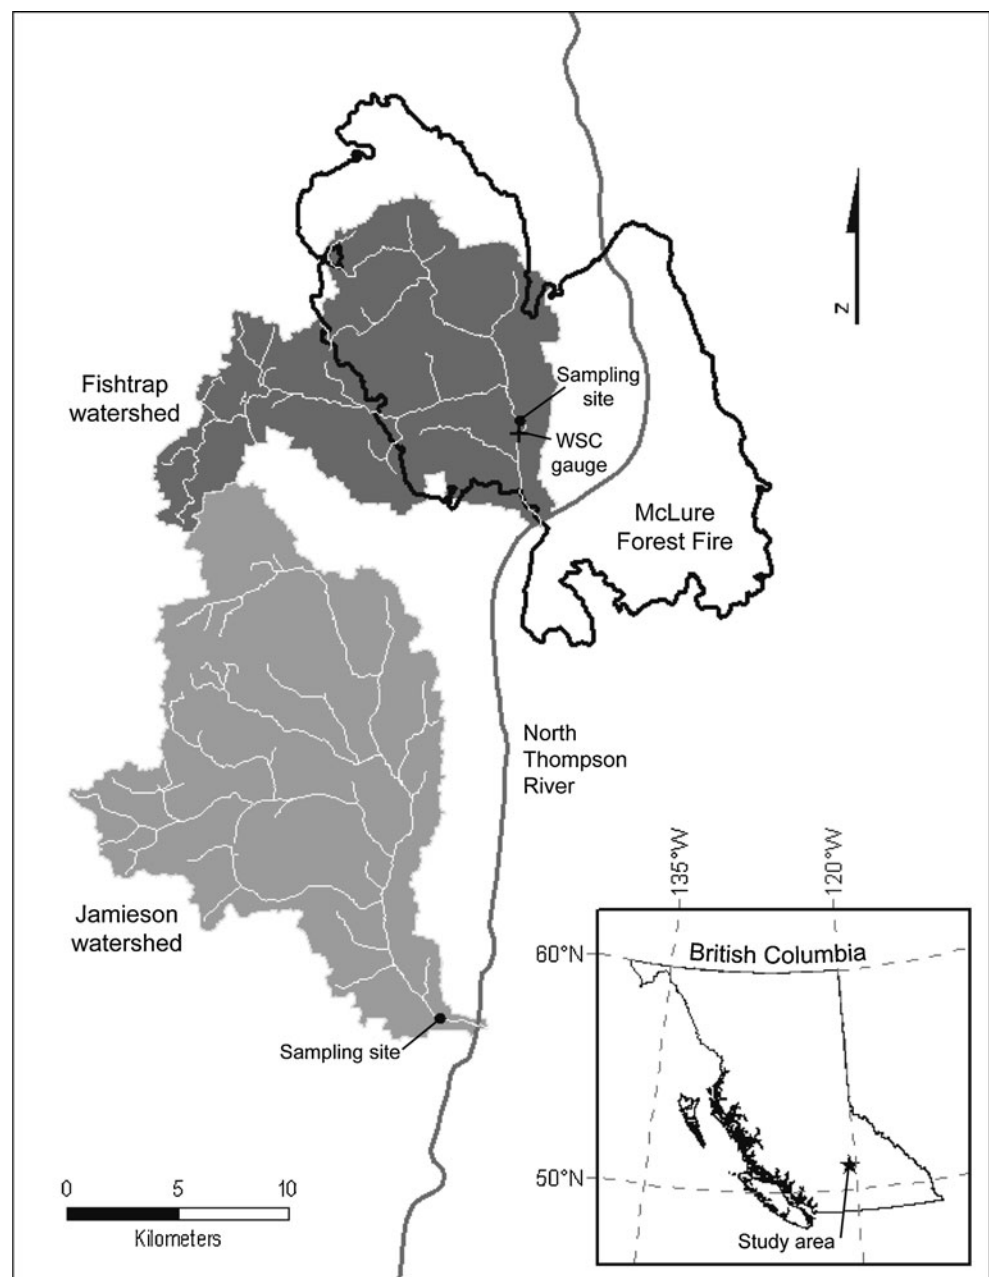 Z
Fishtrap
watershed
Sampling
site
WSC
gauge
McLure
Forest Fire
North
Thompson
River
Jamieson
watershed
Sampling site
0 5 10
Kilometers
135°W
120°W
60°N
British Columbia
50°N
Study area